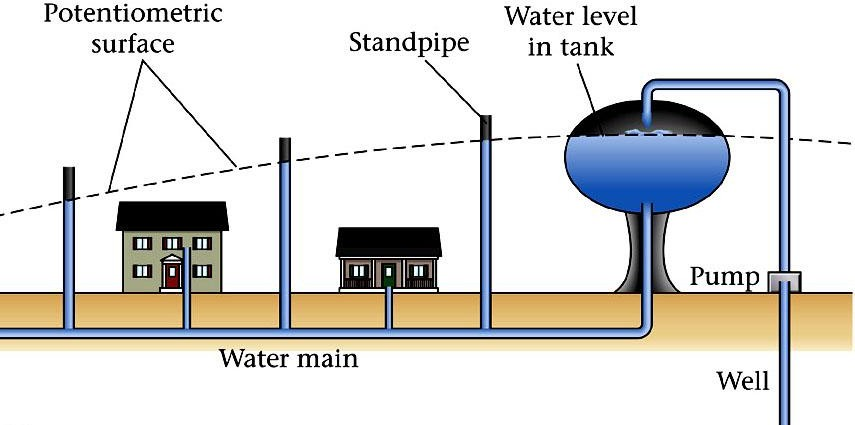 Potentiometric
surface
Standpipe
Water level
in tank
Pump
Water main
Well